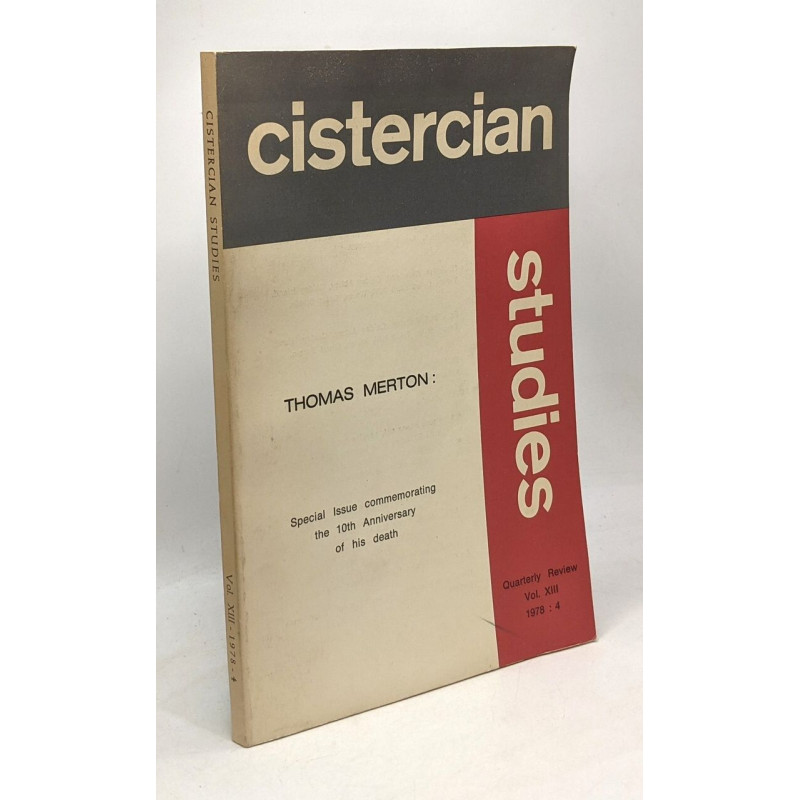 CISTERCIAN STUDIES
Vol. XIII - 1978 - 4
cistercian
studies
THOMAS MERTON :
Special Issue commemorating
the 10th Anniversary
of his death
Quarterly Review
Vol. XIII
1978 : 4